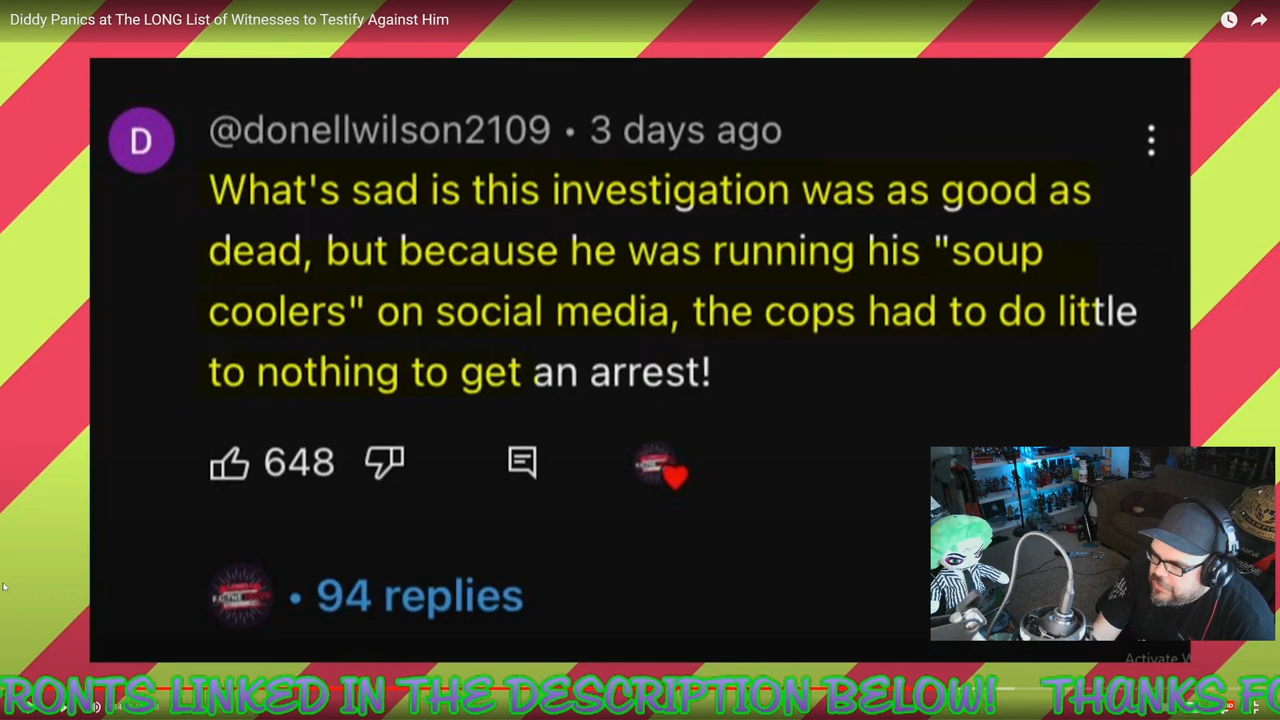 Diddy Panics at The LONG List of Witnesses to Testify Against Him
D
@donellwilson2109 • 3 days ago
What's sad is this investigation was as good as
dead, but because he was running his "soup
coolers" on social media, the cops had to do little
to nothing to get an arrest!
648
• 94 replies
Activate W
RONTS LINKED IN THE DESCRIPTION BELOW! THANKS FO